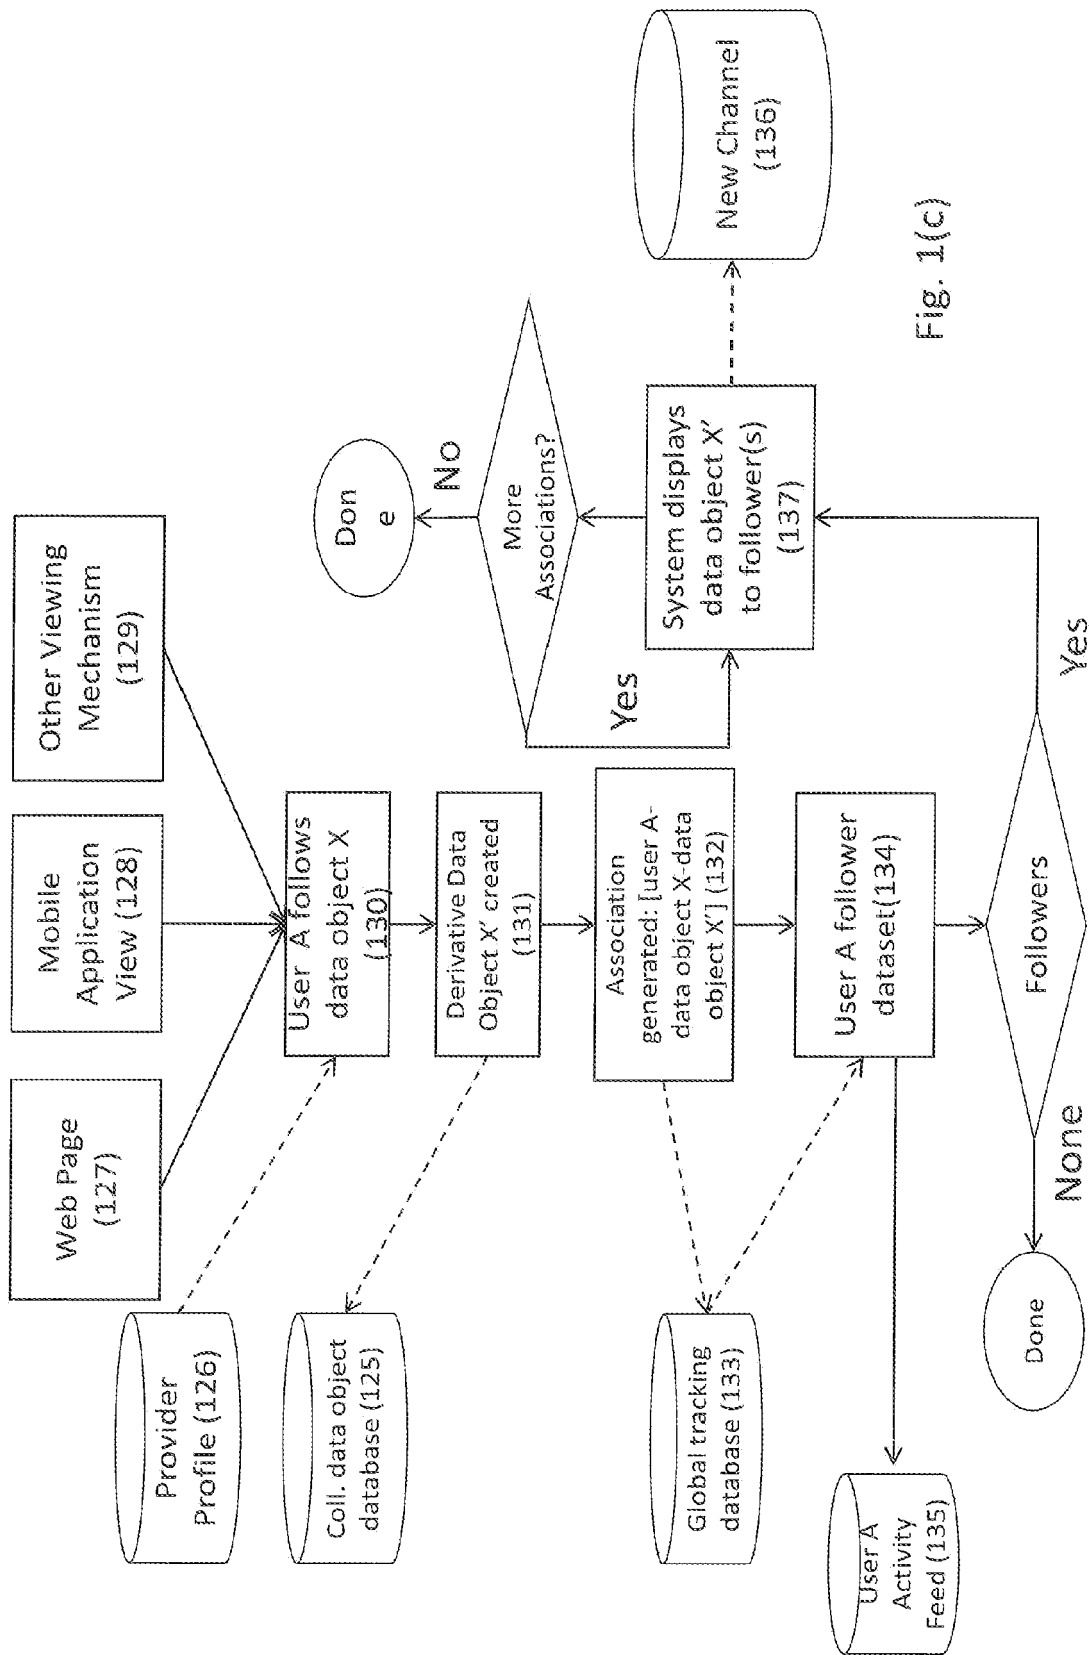 Web Page
(127)
Mobile
Application
View (128)
Other Viewing
Mechanism
(129)
Provider
Profile (126)
User A follows
data object X
(130)
Coll. data object
database (125)
Derivative Data
Object X' created
(131)
Association
generated: [user A-
data object X-data
object X'] (132)
Global tracking
database (133)
User A follower
dataset(134)
User A
Activity
Feed (135)
Followers
None
Done
Yes
System displays
data object X'
to follower(s)
(137)
More
Associations?
Yes
No
Don
e
New Channel
(136)
Fig. 1(c)